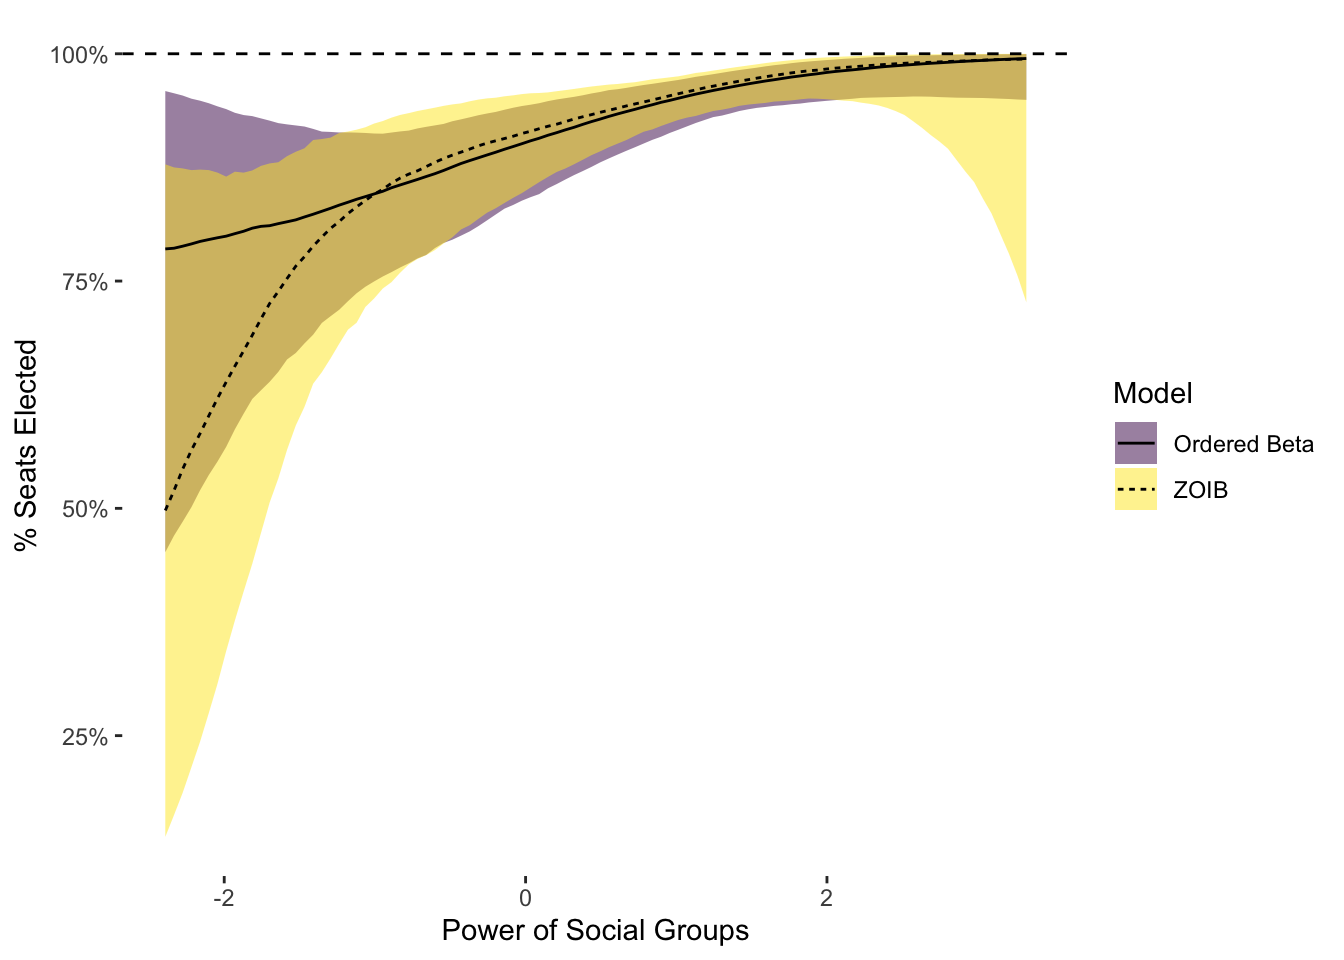 100%
75%
50%
25%
% Seats Elected
-2
0
2
Power of Social Groups
Model
Ordered Beta
ZOIB